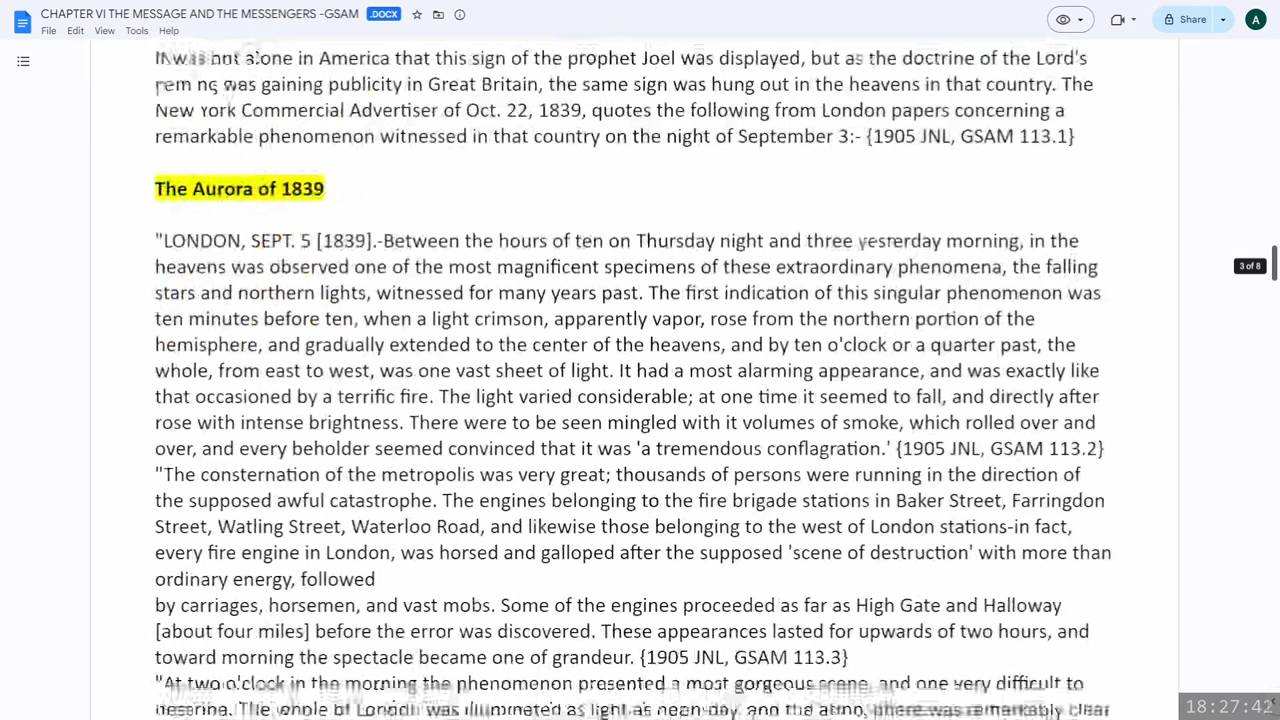 CHAPTER VI THE MESSAGE AND THE MESSENGERS -GSAM .DOCX
File Edit View Tools Help
Share
A
It was not alone in America that this sign of the prophet Joel was displayed, but as the doctrine of the Lord's
was gaining publicity in Great Britain, the same sign was hung out in the heavens in that country. The
New York Commercial Advertiser of Oct. 22, 1839, quotes the following from London papers concerning a
remarkable phenomenon witnessed in that country on the night of September 3:- {1905 JNL, GSAM 113.1}
The Aurora of 1839
"LONDON, SEPT. 5 [1839].-Between the hours of ten on Thursday night and three yesterday morning, in the
heavens was observed one of the most magnificent specimens of these extraordinary phenomena, the falling
stars and northern lights, witnessed for many years past. The first indication of this singular phenomenon was
ten minutes before ten, when a light crimson, apparently vapor, rose from the northern portion of the
hemisphere, and gradually extended to the center of the heavens, and by ten o'clock or a quarter past, the
whole, from east to west, was one vast sheet of light. It had a most alarming appearance, and was exactly like
that occasioned by a terrific fire. The light varied considerable; at one time it seemed to fall, and directly after
rose with intense brightness. There were to be seen mingled with it volumes of smoke, which rolled over and
over, and every beholder seemed convinced that it was 'a tremendous conflagration.' {1905 JNL, GSAM 113.2}
"The consternation of the metropolis was very great; thousands of persons were running in the direction of
the supposed awful catastrophe. The engines belonging to the fire brigade stations in Baker Street, Farringdon
Street, Watling Street, Waterloo Road, and likewise those belonging to the west of London stations-in fact,
every fire engine in London, was horsed and galloped after the supposed 'scene of destruction' with more than
ordinary energy, followed
by carriages, horsemen, and vast mobs. Some of the engines proceeded as far as High Gate and Halloway
[about four miles] before the error was discovered. These appearances lasted for upwards of two hours, and
toward morning the spectacle became one of grandeur. {1905 JNL, GSAM 113.3}
"At two o'clock in the morning the phenomenon presented a most gorgeous scene, and one very difficult to
The whole of London was illuminated as light as noonday, and the atmosphere was remarkably clear
3 of 8
18:27:42